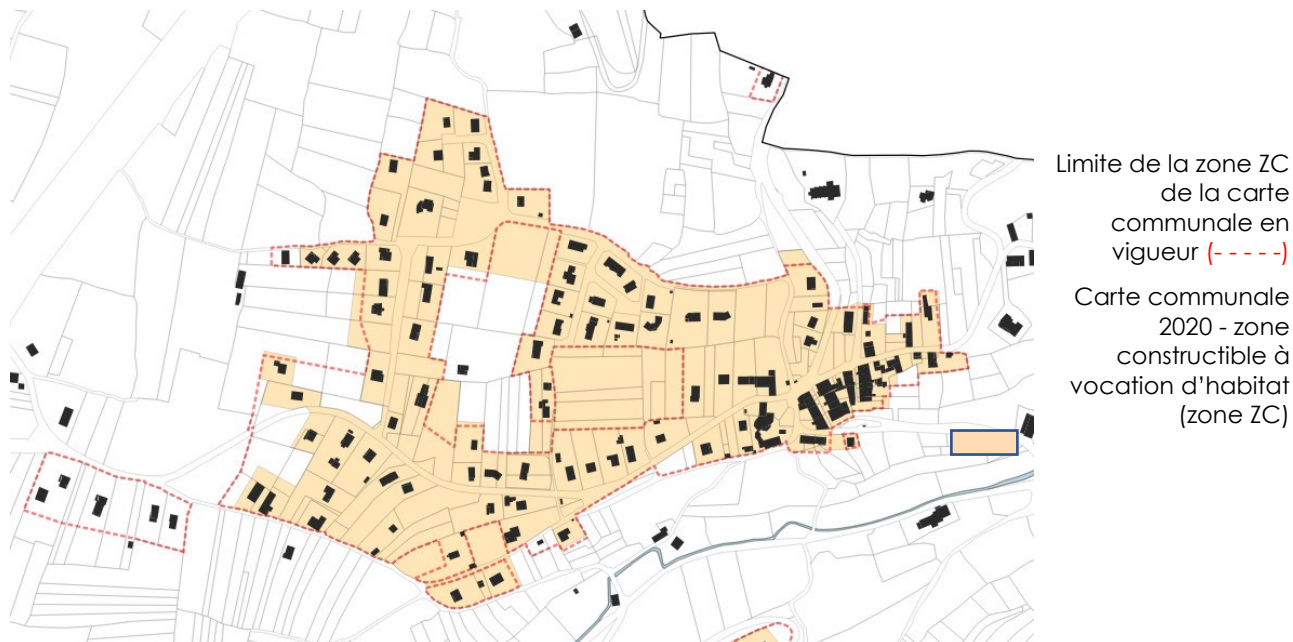 Limite de la zone ZC
de la carte
communale en
vigueur (- - - - -)
Carte communale
2020 - zone
constructible à
vocation d’habitat
(zone ZC)